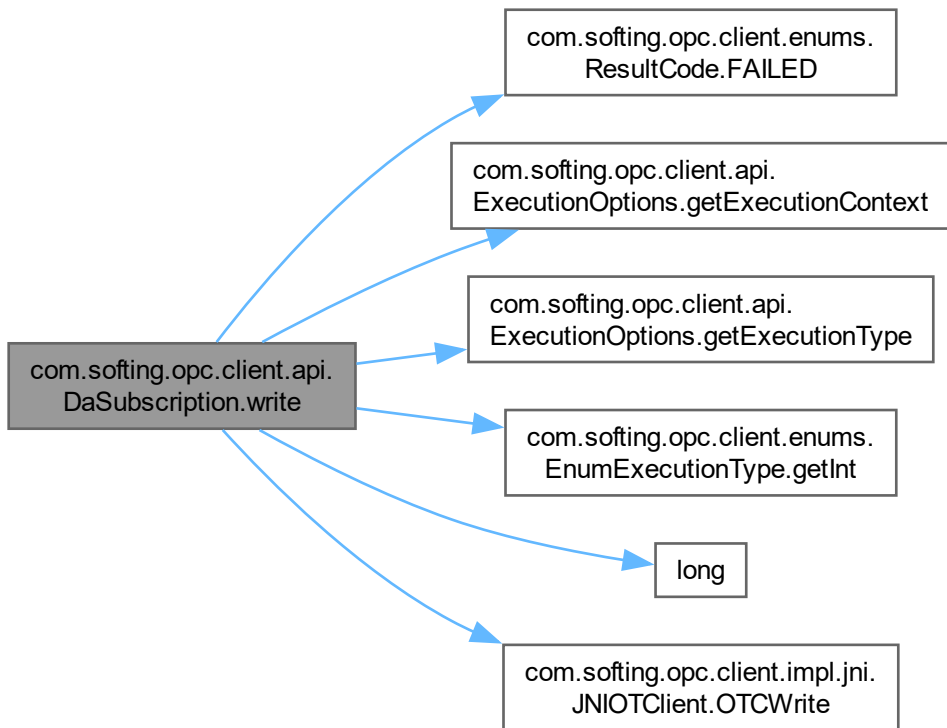 com.softing.opc.client.enums.
ResultCode.FAILED
com.softing.opc.client.api.
ExecutionOptions.getExecutionContext
com.softing.opc.client.api.
ExecutionOptions.getExecutionType
com.softing.opc.client.api.
DaSubscription.write
com.softing.opc.client.enums.
EnumExecutionType.getInt
long
com.softing.opc.client.impl.jni.
JNIOTClient.OTCWrite